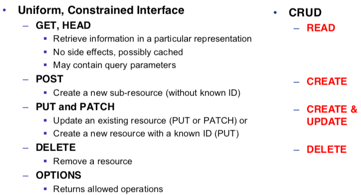 • Uniform, Constrained Interface
– GET, HEAD
• Retrieve information in a particular representation
• No side effects, possibly cached
• May contain query parameters
– POST
• Create a new sub-resource (without known ID)
– PUT and PATCH
• Update an existing resource (PUT or PATCH) or
• Create a new resource with a known ID (PUT)
– DELETE
• Remove a resource
– OPTIONS
• Returns allowed operations
• CRUD
– READ
– CREATE
– CREATE &
UPDATE
– DELETE